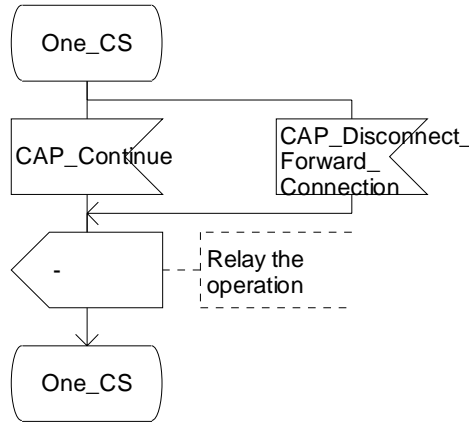 One_CS
CAP_Continue
CAP_Disconnect_
Forward_
Connection
-
Relay the
operation
One_CS